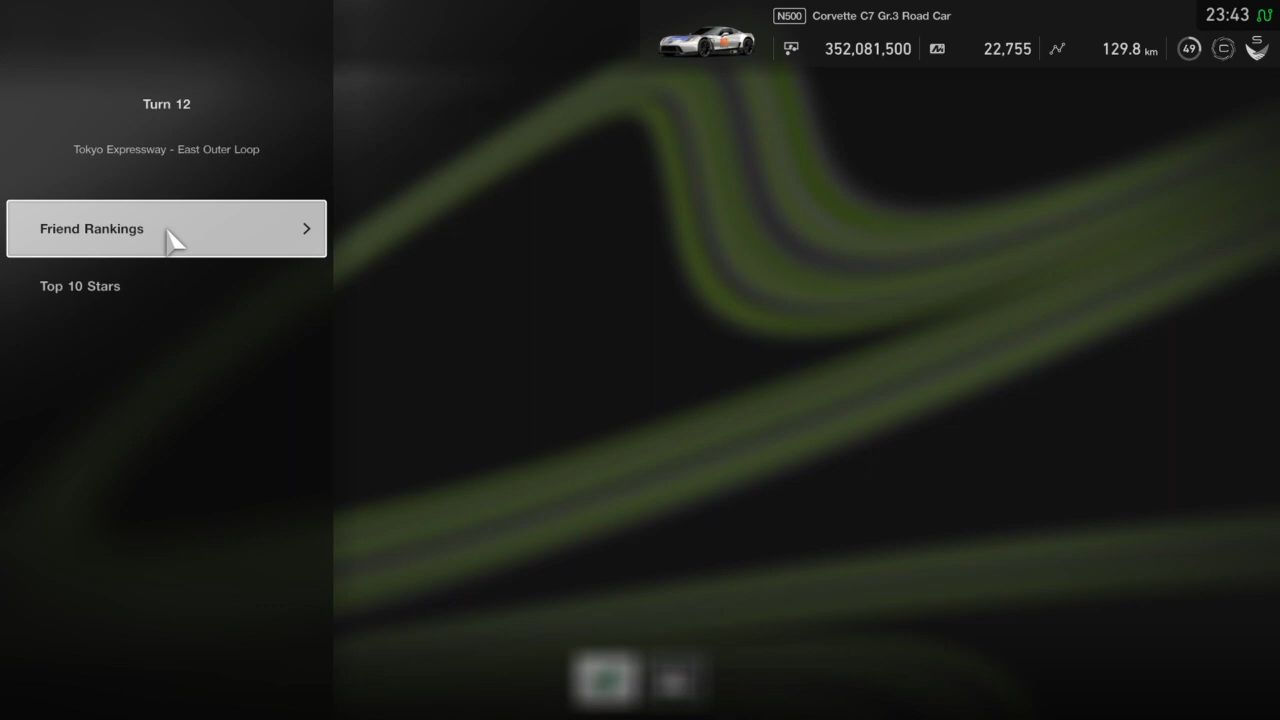 N500 Corvette C7 Gr.3 Road Car
23:43
352,081,500
22,755
129.8 km
49
C
S
Turn 12
Tokyo Expressway - East Outer Loop
Friend Rankings
Top 10 Stars